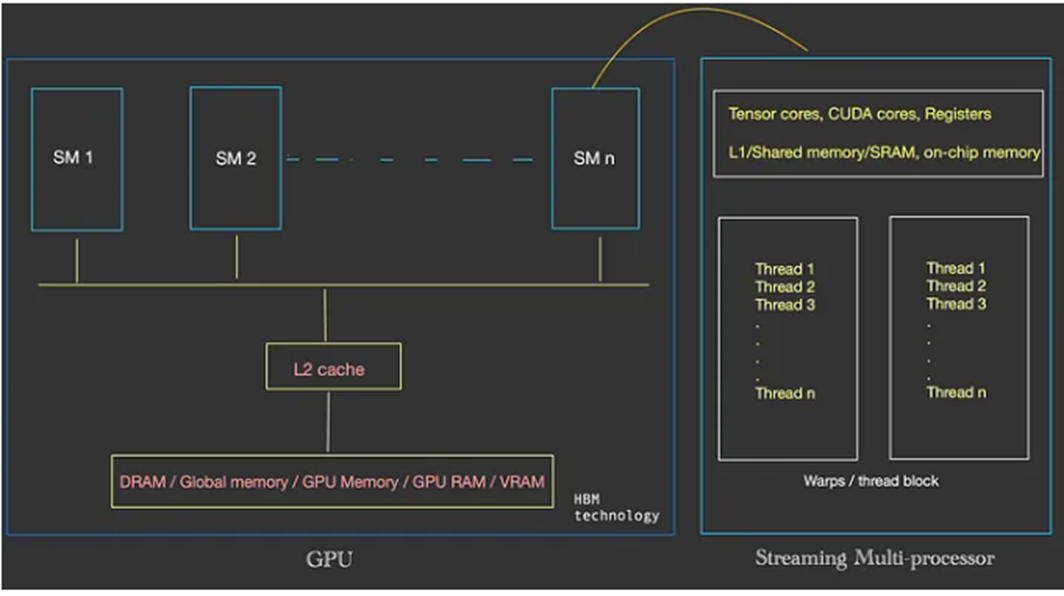 SM 1
SM 2
SM n
L2 cache
DRAM / Global memory / GPU Memory / GPU RAM / VRAM
HBM
technology
GPU
Tensor cores, CUDA cores, Registers
L1/Shared memory/SRAM, on-chip memory
Thread 1
Thread 2
Thread 3
.
.
.
.
Thread n
Thread 1
Thread 2
Thread 3
.
.
.
.
Thread n
Warps / thread block
Streaming Multi-processor